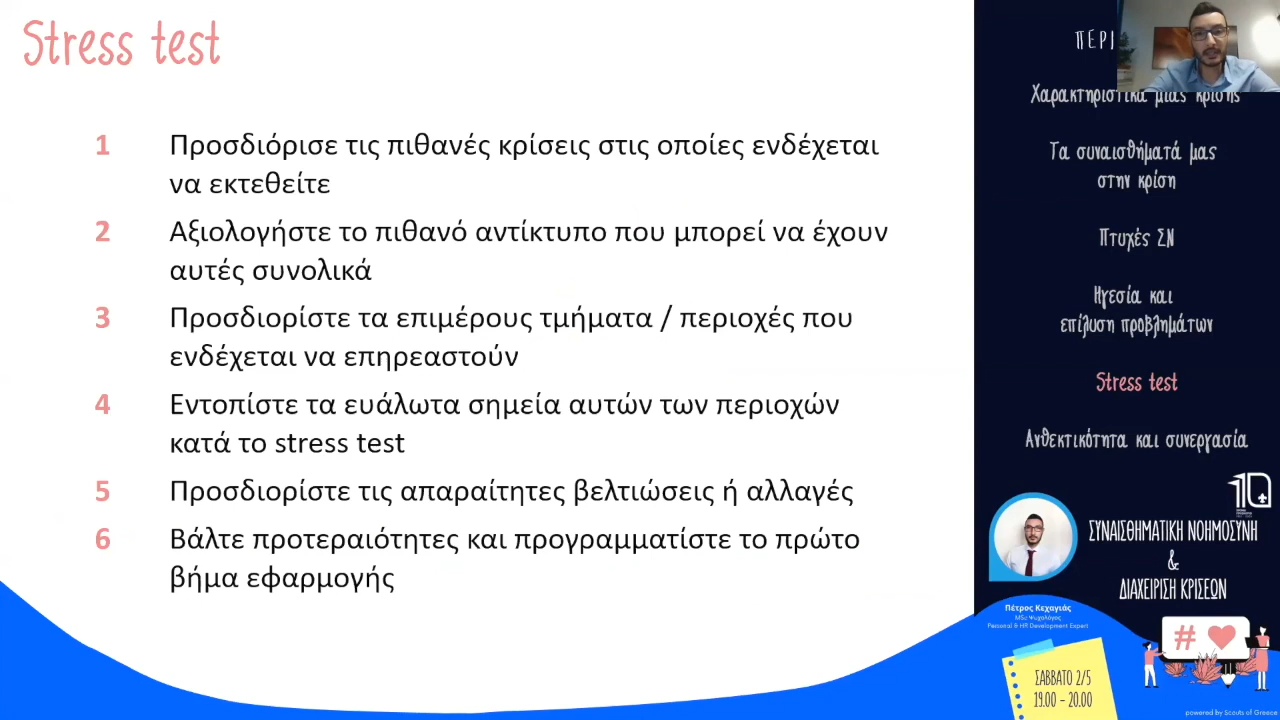 Stress test
1 Προσδιόρισε τις πιθανές κρίσεις στις οποίες ενδέχεται
να εκτεθείτε
2 Αξιολογήστε το πιθανό αντίκτυπο που μπορεί να έχουν
αυτές συνολικά
3 Προσδιορίστε τα επιμέρους τμήματα / περιοχές που
ενδέχεται να επηρεαστούν
4 Εντοπίστε τα ευάλωτα σημεία αυτών των περιοχών
κατά το stress test
5 Προσδιορίστε τις απαραίτητες βελτιώσεις ή αλλαγές
6 Βάλτε προτεραιότητες και προγραμματίστε το πρώτο
βήμα εφαρμογής
Χαρακτηριστικά μιας κρίσης
Τα συναισθήματά μας
στην κρίση
Πτυχές ΣΝ
Ηγεσία και
επίλυση προβλημάτων
Stress test
Ανθεκτικότητα και συνεργασία
110
ΣΥΝΑΙΣΘΗΜΑΤΙΚΗ ΝΟΗΜΟΣΥΝΗ
&
ΔΙΑΧΕΙΡΙΣΗ ΚΡΙΣΕΩΝ
Πέτρος Κεχαγιάς
MSc Ψυχολόγος
Personal & HR Development Expert
#
ΣΑΒΒΑΤΟ 2/5
19.00 – 20.00
powered by Scouts of Greece